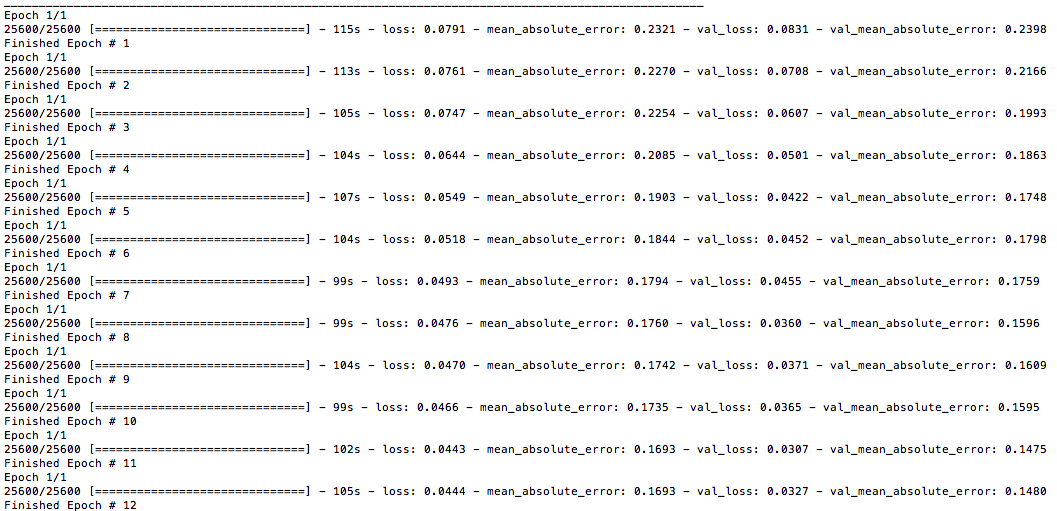 Epoch 1/1
25600/25600 [==============================] - 115s - loss: 0.0791 - mean_absolute_error: 0.2321 - val_loss: 0.0831 - val_mean_absolute_error: 0.2398
Finished Epoch # 1
Epoch 1/1
25600/25600 [==============================] - 113s - loss: 0.0761 - mean_absolute_error: 0.2270 - val_loss: 0.0708 - val_mean_absolute_error: 0.2166
Finished Epoch # 2
Epoch 1/1
25600/25600 [==============================] - 105s - loss: 0.0747 - mean_absolute_error: 0.2254 - val_loss: 0.0607 - val_mean_absolute_error: 0.1993
Finished Epoch # 3
Epoch 1/1
25600/25600 [==============================] - 104s - loss: 0.0644 - mean_absolute_error: 0.2085 - val_loss: 0.0501 - val_mean_absolute_error: 0.1863
Finished Epoch # 4
Epoch 1/1
25600/25600 [==============================] - 107s - loss: 0.0549 - mean_absolute_error: 0.1903 - val_loss: 0.0422 - val_mean_absolute_error: 0.1748
Finished Epoch # 5
Epoch 1/1
25600/25600 [==============================] - 104s - loss: 0.0518 - mean_absolute_error: 0.1844 - val_loss: 0.0452 - val_mean_absolute_error: 0.1798
Finished Epoch # 6
Epoch 1/1
25600/25600 [==============================] - 99s - loss: 0.0493 - mean_absolute_error: 0.1794 - val_loss: 0.0455 - val_mean_absolute_error: 0.1759
Finished Epoch # 7
Epoch 1/1
25600/25600 [==============================] - 99s - loss: 0.0476 - mean_absolute_error: 0.1760 - val_loss: 0.0360 - val_mean_absolute_error: 0.1596
Finished Epoch # 8
Epoch 1/1
25600/25600 [==============================] - 104s - loss: 0.0470 - mean_absolute_error: 0.1742 - val_loss: 0.0371 - val_mean_absolute_error: 0.1609
Finished Epoch # 9
Epoch 1/1
25600/25600 [==============================] - 99s - loss: 0.0466 - mean_absolute_error: 0.1735 - val_loss: 0.0365 - val_mean_absolute_error: 0.1595
Finished Epoch # 10
Epoch 1/1
25600/25600 [==============================] - 102s - loss: 0.0443 - mean_absolute_error: 0.1693 - val_loss: 0.0307 - val_mean_absolute_error: 0.1475
Finished Epoch # 11
Epoch 1/1
25600/25600 [==============================] - 105s - loss: 0.0444 - mean_absolute_error: 0.1693 - val_loss: 0.0327 - val_mean_absolute_error: 0.1480
Finished Epoch # 12